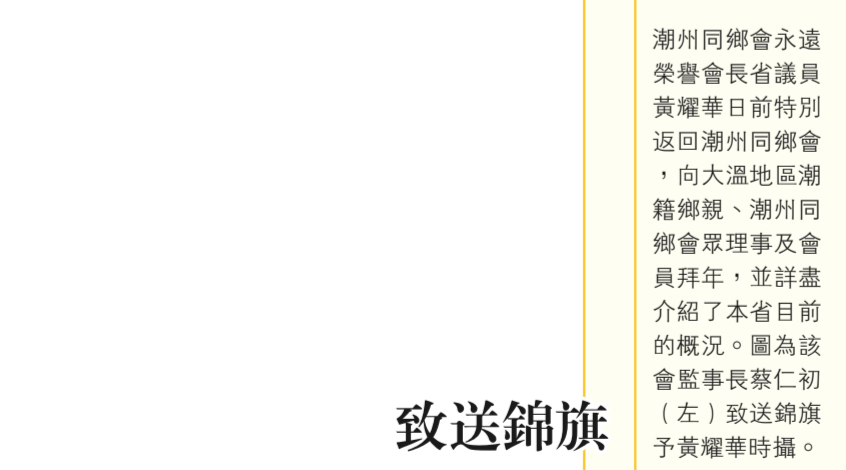 致送錦旗
潮州同鄉會永遠
榮譽會長省議員
黃耀華日前特別
返回潮州同鄉會
，向大溫地區潮
籍鄉親、潮州同
鄉會眾理事及會
員拜年，並詳盡
介紹了本省目前
的概況。圖為該
會監事長蔡仁初
（左）致送錦旗
予黃耀華時攝。